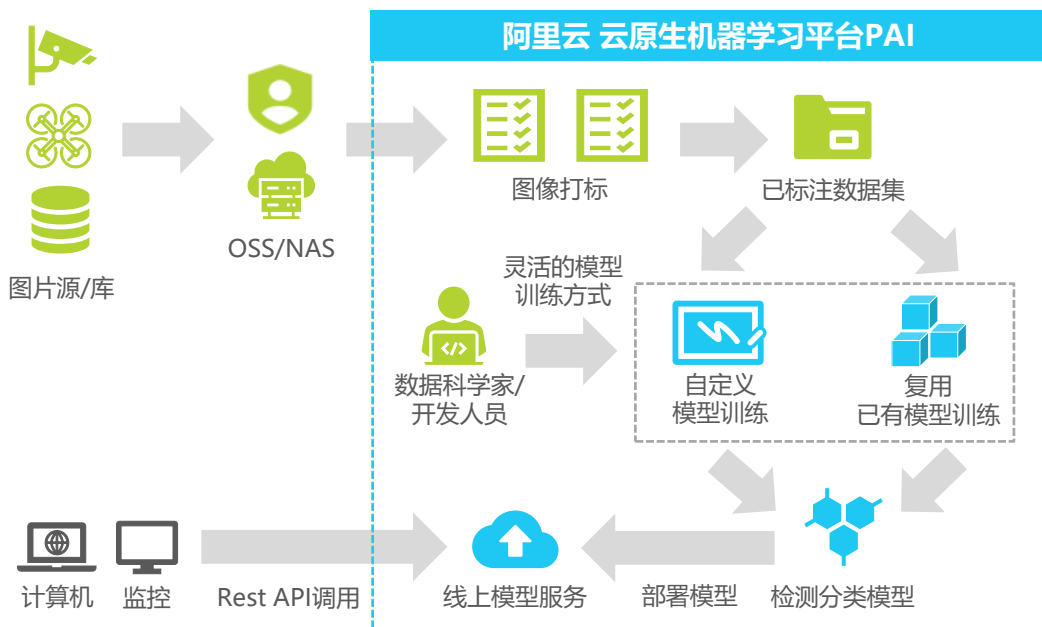 阿里云 云原生机器学习平台PAI
图像打标
已标注数据集
OSS/NAS
图片源/库
灵活的模型
训练方式
数据科学家/
开发人员
自定义
模型训练
复用
已有模型训练
计算机
监控
Rest API调用
线上模型服务
部署模型
检测分类模型